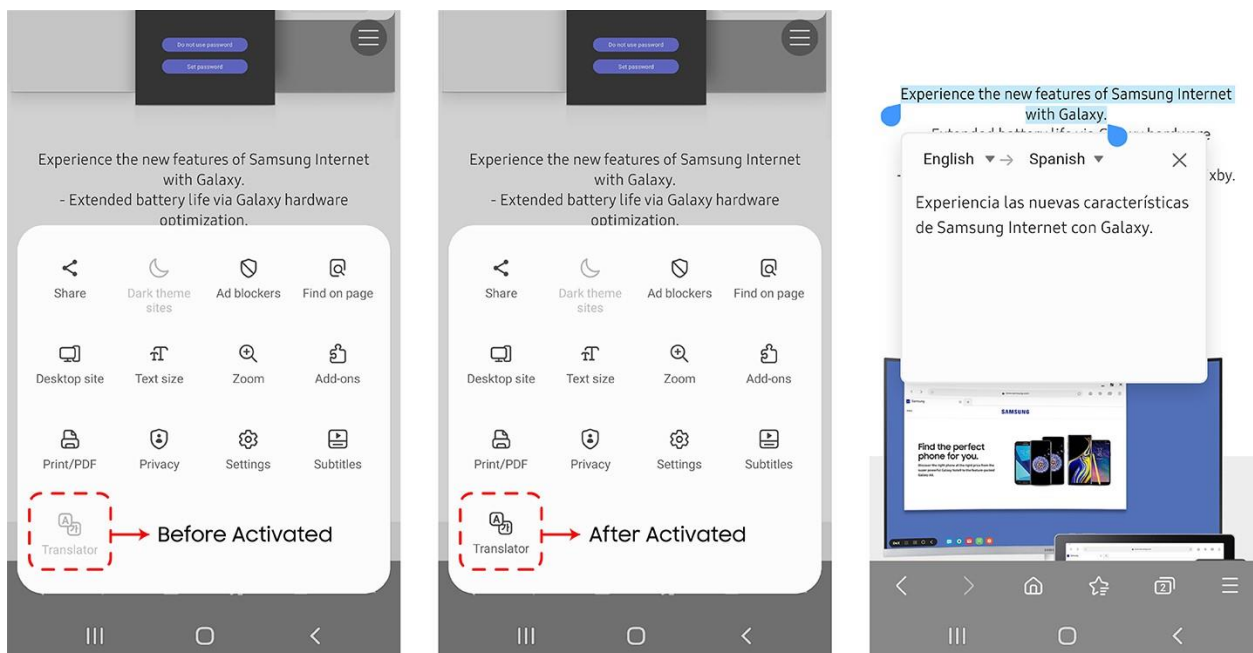 Do not use password
Set password
Experience the new features of Samsung Internet
with Galaxy.
- Extended battery life via Galaxy hardware
optimization.
Share
Dark theme
sites
Ad blockers
Find on page
Desktop site
Text size
Zoom
Add-ons
Print/PDF
Privacy
Settings
Subtitles
Translator
Before Activated
Do not use password
Set password
Experience the new features of Samsung Internet
with Galaxy.
- Extended battery life via Galaxy hardware
optimization.
Share
Dark theme
sites
Ad blockers
Find on page
Desktop site
Text size
Zoom
Add-ons
Print/PDF
Privacy
Settings
Subtitles
Translator
After Activated
Experience the new features of Samsung Internet
with Galaxy.
English → Spanish
xby.
Experiencia las nuevas características
de Samsung Internet con Galaxy.
SAMSUNG
Find the perfect
phone for you.
2